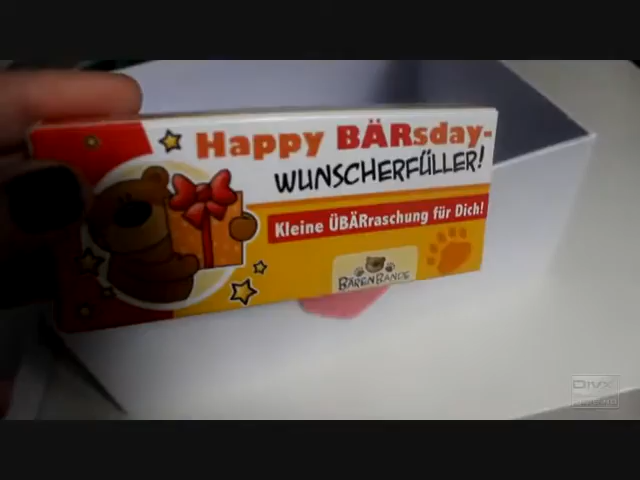 Happy BÄRsday-
WUNSCHERFÜLLER!
Kleine ÜBÄRraschung für Dich!
BÄRENBANDE
DIVX